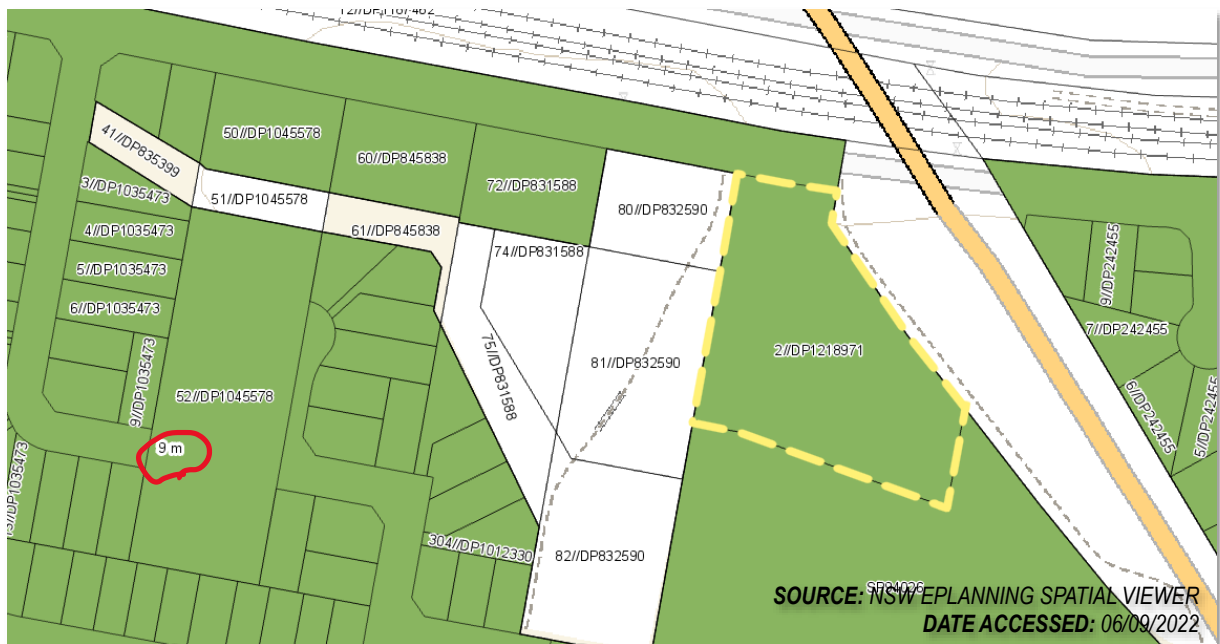 12//DP1187462
50//DP1045578
60//DP845838
41//DP835399
72//DP831588
3//DP1035473
51//DP1045578
80//DP832590
4//DP1035473
61//DP845838
74//DP831588
9//DP242455
5//DP1035473
6//DP1035473
7//DP242455
2//DP1218971
75//DP831588
81//DP832590
9//DP1035473
52//DP1045578
6//DP242455
5//DP242455
9 m
304//DP1012330
82//DP832590
SOURCE: NSW EPLANNING SPATIAL VIEWER
DATE ACCESSED: 06/09/2022